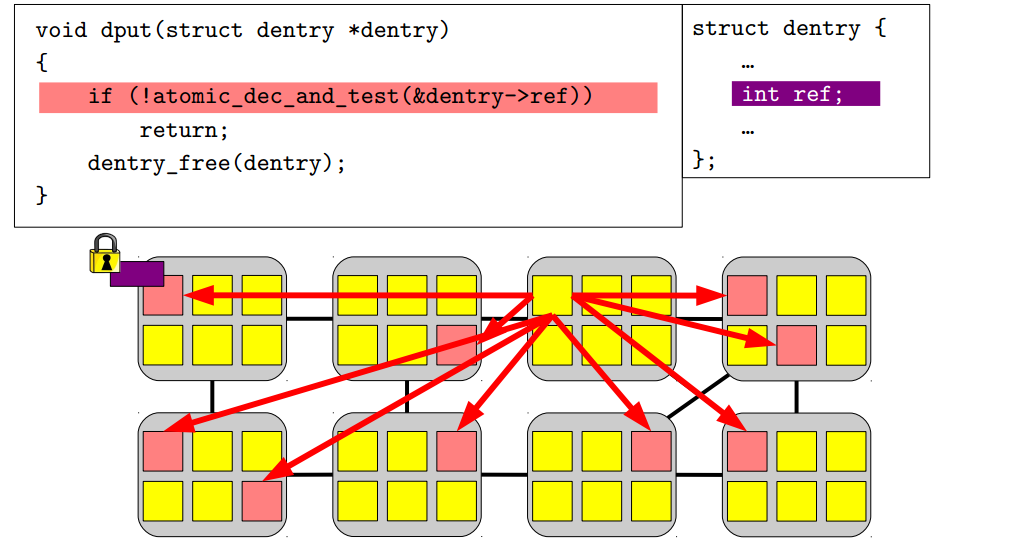 void dput(struct dentry *dentry)
{
    if (!atomic_dec_and_test(&dentry->ref))
        return;
    dentry_free(dentry);
}
struct dentry {
    …
    int ref;
    …
};